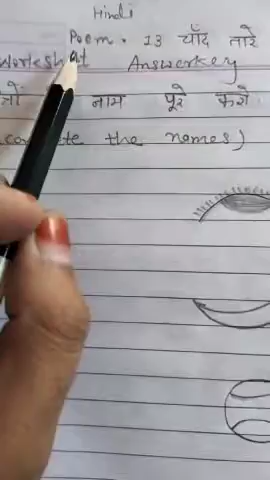 Hindi
Poem. 13 चाँद तारे
Worksheet Answerkey
नाम पूरे करो
the names)